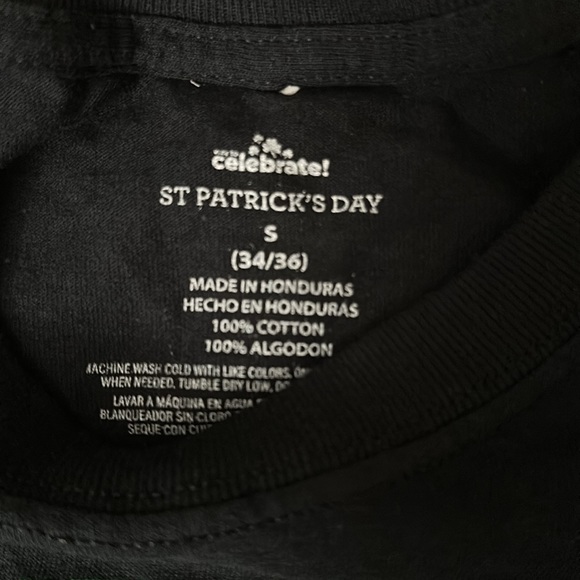 celebrate!
ST PATRICK'S DAY
S
(34/36)
MADE IN HONDURAS
HECHO EN HONDURAS
100% COTTON
100% ALGODON
MACHINE WASH COLD WITH LIKE COLORS.
WHEN NEEDED. TUMBLE DRY LOW,
LAVAR A MÁQUINA EN AGUA
BLANQUEADOR SIN CLORO
SEQUE CON